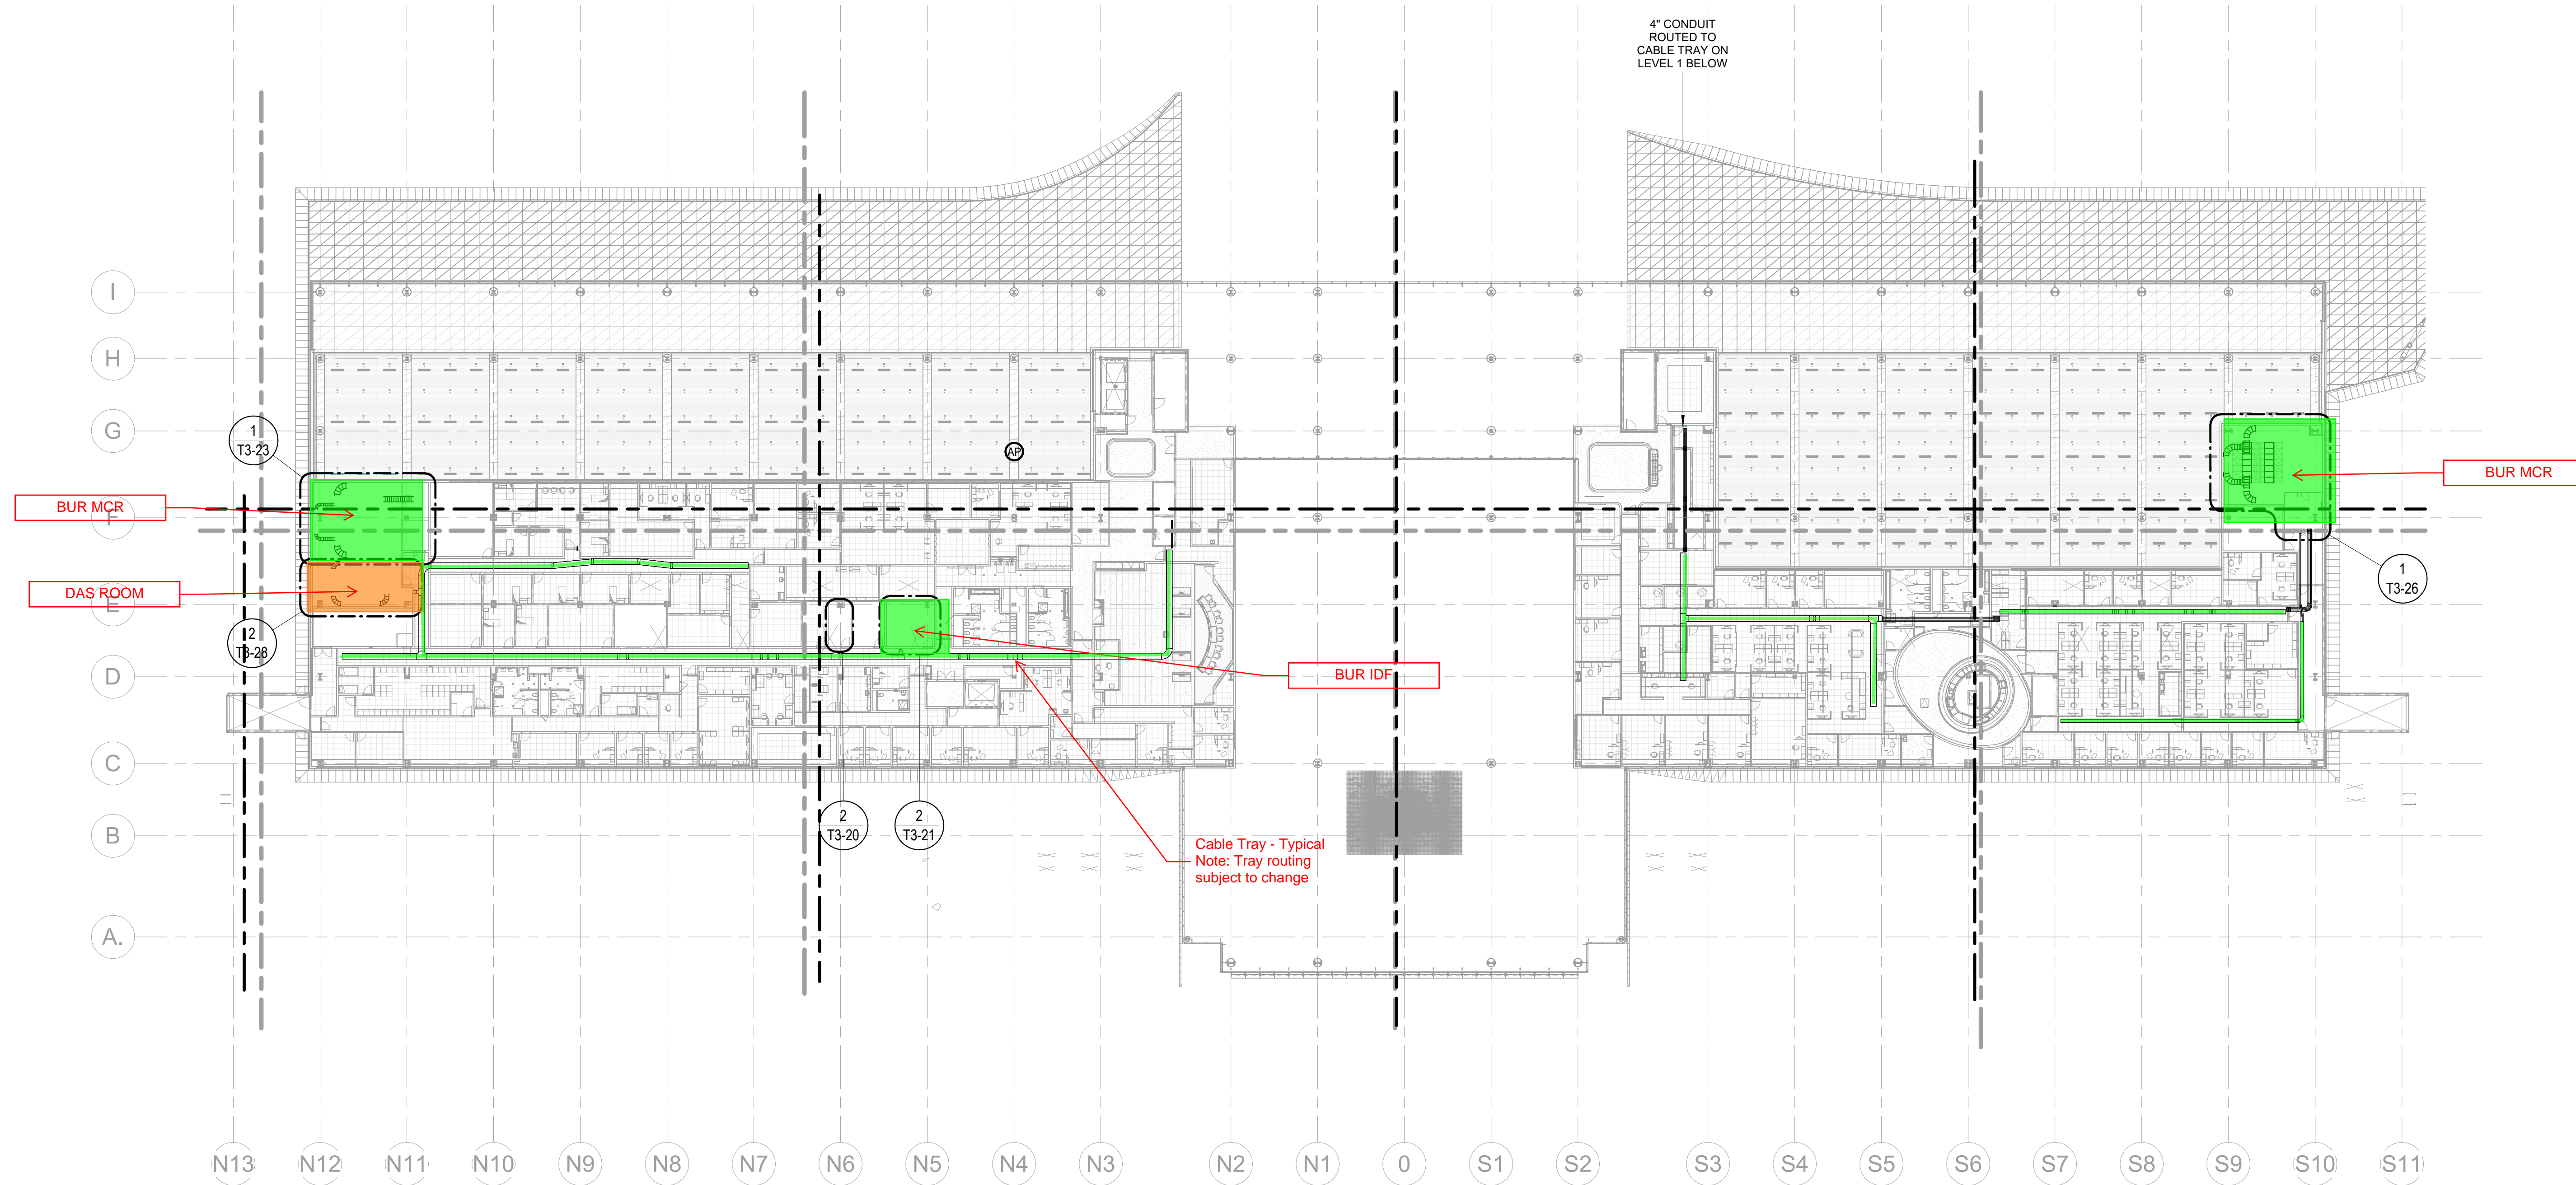 4" CONDUIT
ROUTED TO
CABLE TRAY ON
LEVEL 1 BELOW
I
H
G
F
E
D
C
B
A.
1
T3-23
BUR MCR
DAS ROOM
2
T3-28
AP
BUR MCR
1
T3-26
BUR IDF
2
T3-20
2
T3-21
Cable Tray - Typical
Note: Tray routing
subject to change
N13
N12
N11
N10
N9
N8
N7
N6
N5
N4
N3
N2
N1
0
S1
S2
S3
S4
S5
S6
S7
S8
S9
S10
S11